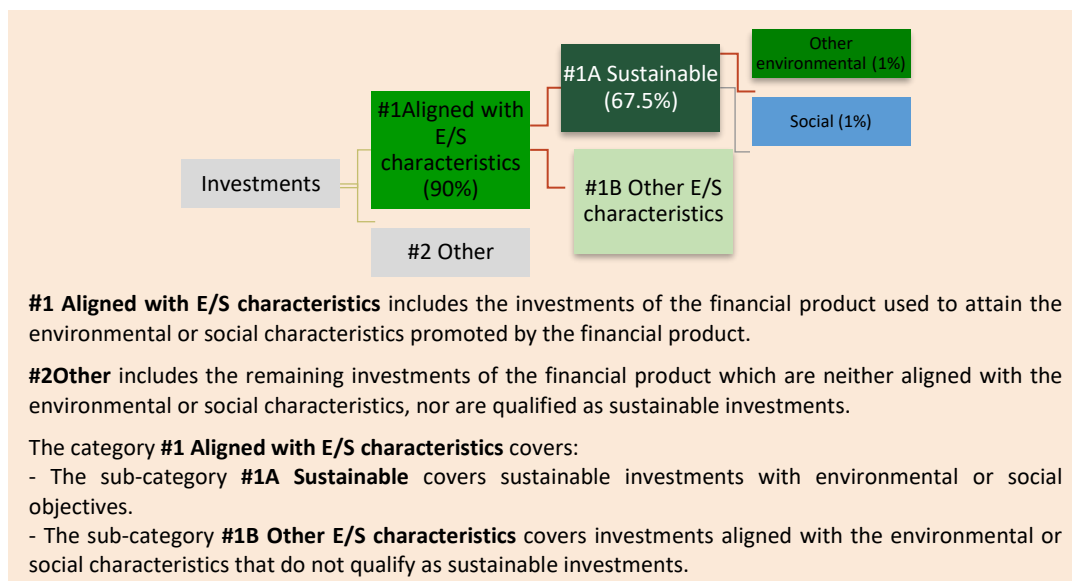 Other
environmental (1%)
#1A Sustainable
(67.5%)
Social (1%)
#1Aligned with
E/S
characteristics
(90%)
Investments
#1B Other E/S
characteristics
#2 Other
#1 Aligned with E/S characteristics includes the investments of the financial product used to attain the
environmental or social characteristics promoted by the financial product.
#2Other includes the remaining investments of the financial product which are neither aligned with the
environmental or social characteristics, nor are qualified as sustainable investments.
The category #1 Aligned with E/S characteristics covers:
- The sub-category #1A Sustainable covers sustainable investments with environmental or social
objectives.
- The sub-category #1B Other E/S characteristics covers investments aligned with the environmental or
social characteristics that do not qualify as sustainable investments.